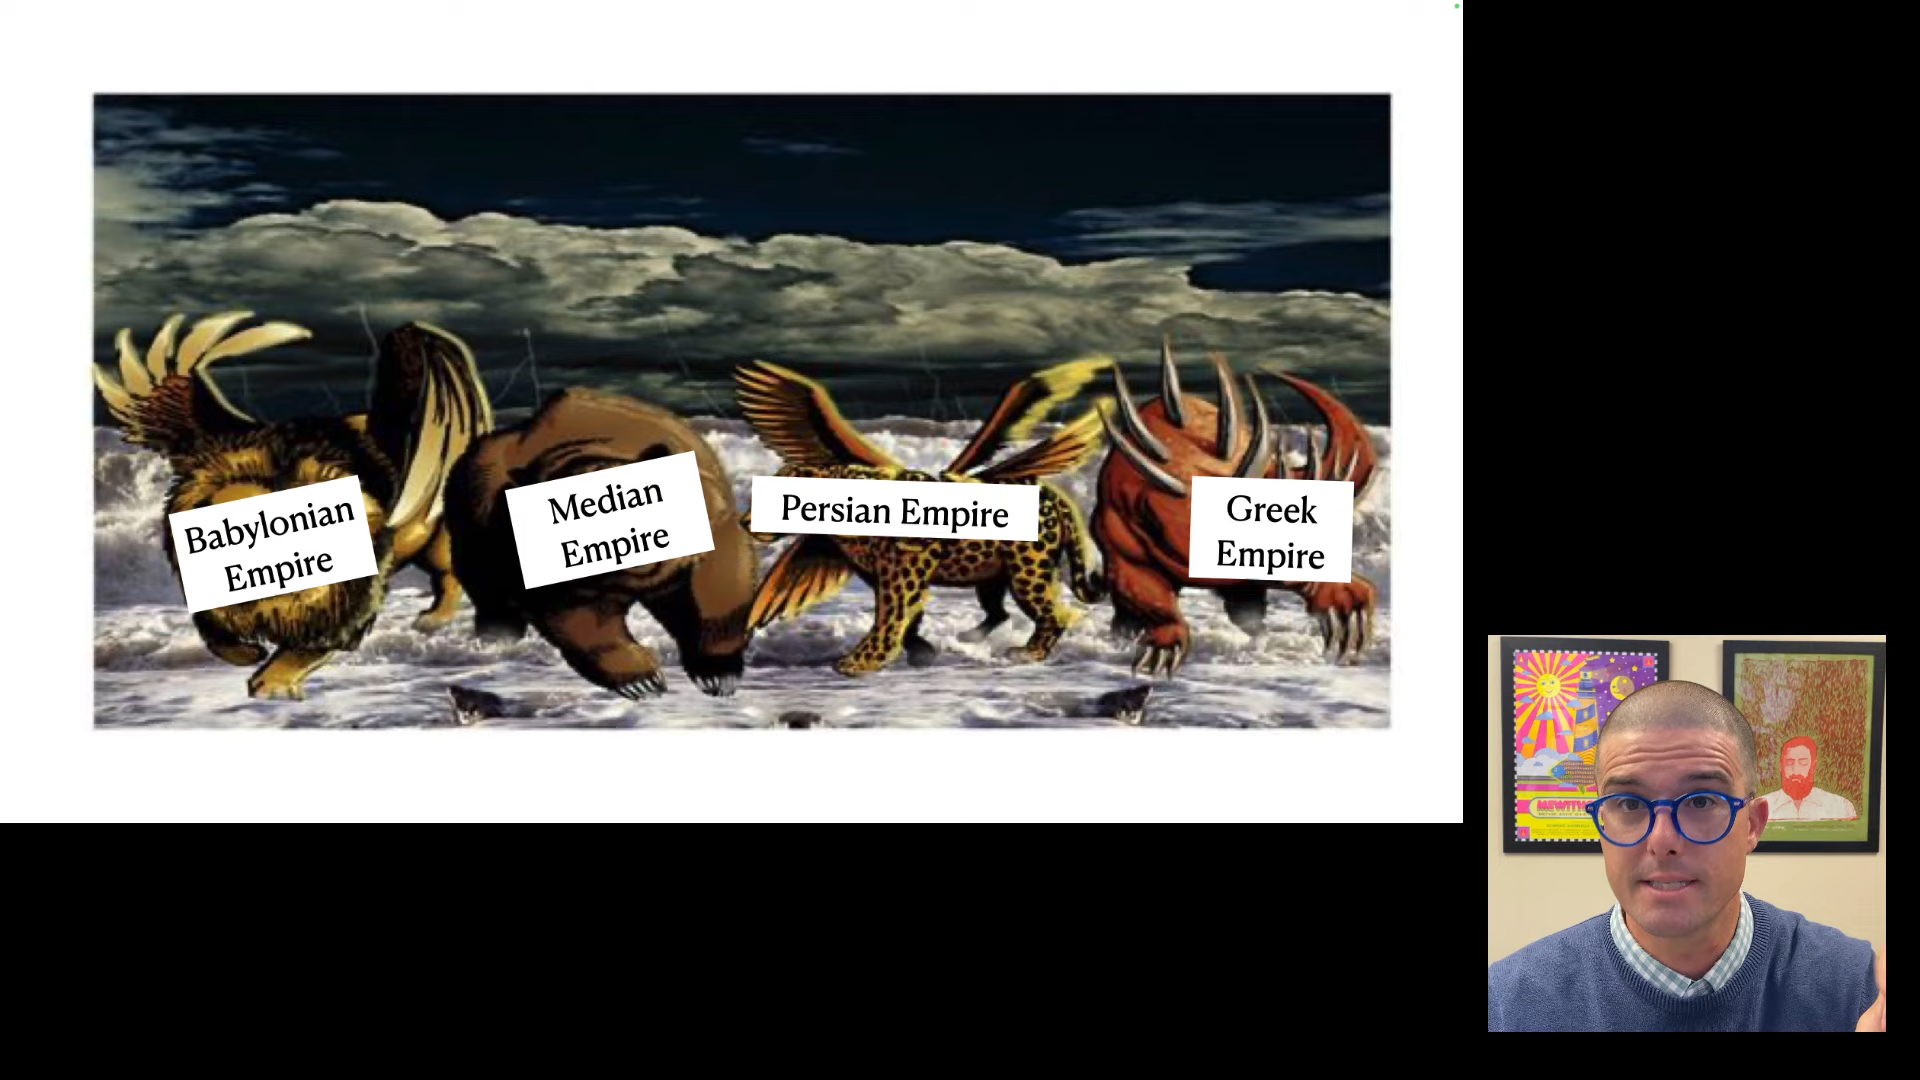 Babylonian
Empire
Median
Empire
Persian Empire
Greek
Empire